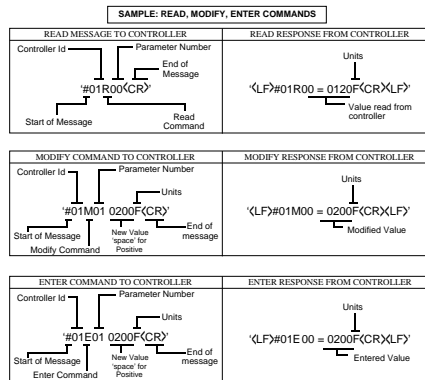 SAMPLE: READ, MODIFY, ENTER COMMANDS
READ MESSAGE TO CONTROLLER
Controller Id
Parameter Number
End of
Message
'#01R00<CR>'
Start of Message
Read
Command
READ RESPONSE FROM CONTROLLER
Units
'<LF>#01R00 = 0120F<CR><LF>'
Value read from
controller
MODIFY COMMAND TO CONTROLLER
Controller Id
Parameter Number
Units
'#01M01 0200F<CR>'
Start of Message
Modify Command
New Value
'space' for
Positive
End of
message
MODIFY RESPONSE FROM CONTROLLER
Units
'<LF>#01M00 = 0200F<CR><LF>'
Modified Value
ENTER COMMAND TO CONTROLLER
Controller Id
Parameter Number
Units
'#01E01 0200F<CR>'
Start of Message
Enter Command
New Value
'space' for
Positive
End of
message
ENTER RESPONSE FROM CONTROLLER
Units
'<LF>#01E 00 = 0200F<CR><LF>'
Entered Value